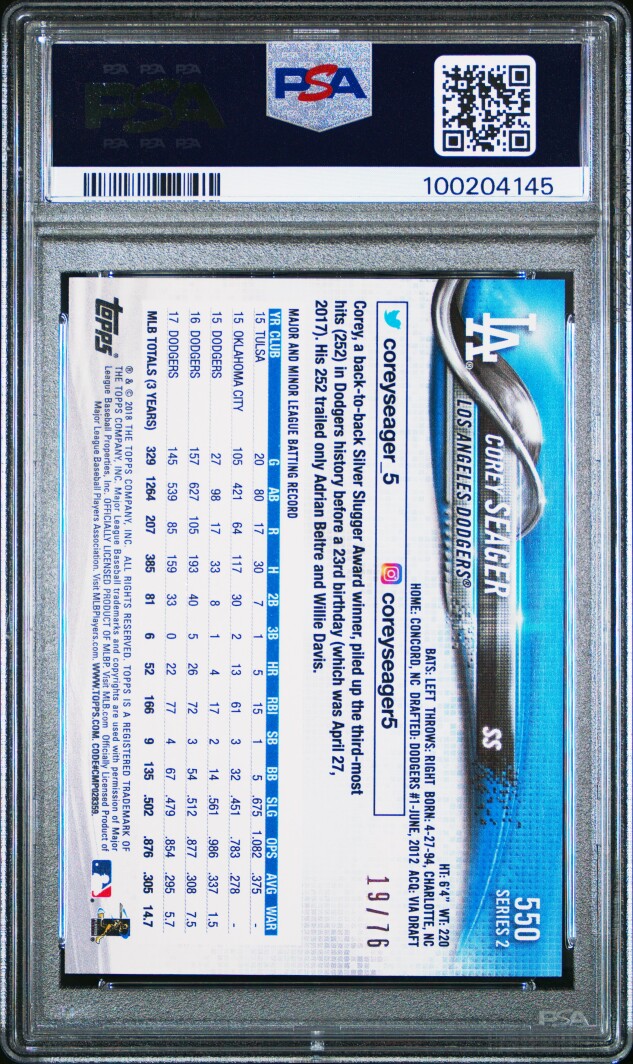 PSA PSA PSA
PSA
PSA PSA PSA
PSA
100204145
550
SERIES 2
LA®
COREY SEAGER
SS
LOS ANGELES DODGERS®
HT: 6'4" WT: 220
BATS: LEFT THROWS: RIGHT BORN: 4-27-94, CHARLOTTE, NC
HOME: CONCORD, NC DRAFTED: DODGERS #1-JUNE, 2012 ACQ: VIA DRAFT
coreyseager_5 coreyseager5
19/76
Corey, a back-to-back Silver Slugger Award winner, piled up the third-most
hits (252) in Dodgers history before a 23rd birthday (which was April 27,
2017). His 252 trailed only Adrian Beltre and Willie Davis.
MAJOR AND MINOR LEAGUE BATTING RECORD
YR CLUB G AB R H 2B 3B HR RBI SB BB SLG OPS AVG WAR
15 TULSA 20 80 17 30 7 1 5 15 1 5 .675 1.082 .375 -
15 OKLAHOMA CITY 105 421 64 117 30 2 13 61 3 32 .451 .783 .278 -
15 DODGERS 27 98 17 33 8 1 4 17 2 14 .561 .986 .337 1.5
16 DODGERS 157 627 105 193 40 5 26 72 3 54 .512 .877 .308 7.5
17 DODGERS 145 539 85 159 33 0 22 77 4 67 .479 .854 .295 5.7
MLB TOTALS (3 YEARS) 329 1264 207 385 81 6 52 166 9 135 .502 .876 .305 14.7
topps®
® & © 2018 THE TOPPS COMPANY, INC. ALL RIGHTS RESERVED. TOPPS IS A REGISTERED TRADEMARK OF
THE TOPPS COMPANY, INC. Major League Baseball trademarks and copyrights are used with permission of Major
League Baseball Properties, Inc. OFFICIALLY LICENSED PRODUCT OF MLBP. Visit MLB.com Officially Licensed Product of
Major League Baseball Players Association. Visit MLBPlayers.com. WWW.TOPPS.COM. CODE#CMP028359.
PSA